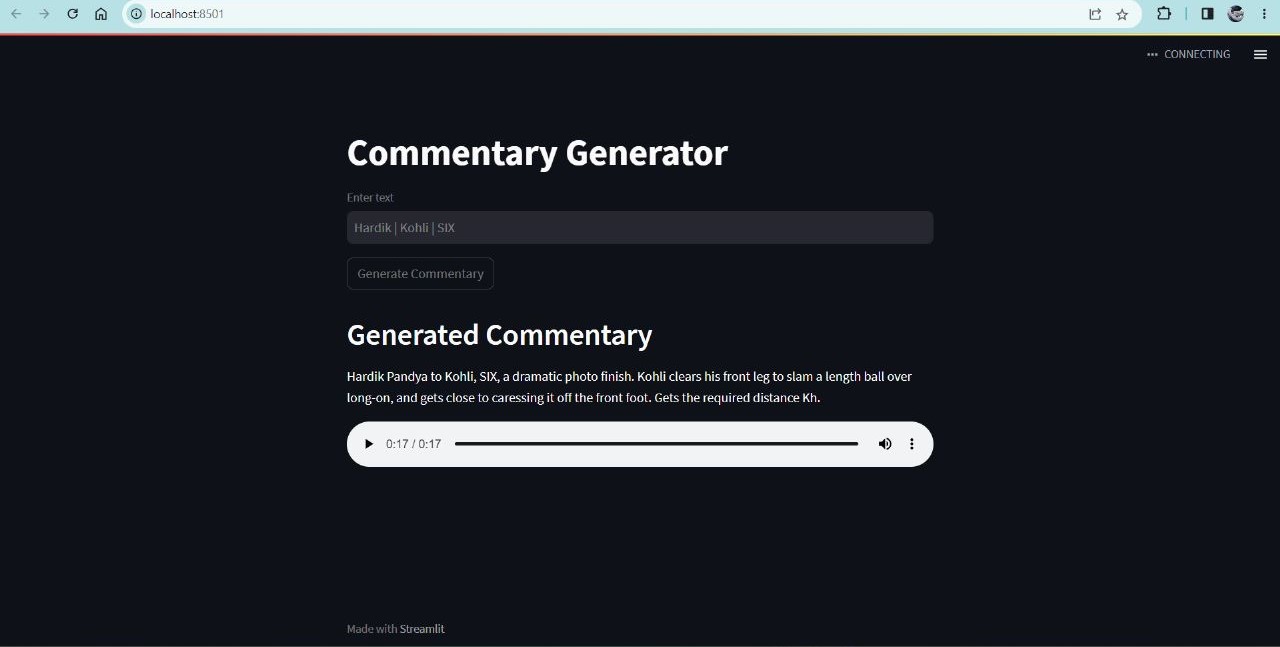 localhost:8501
CONNECTING
Commentary Generator
Enter text
Hardik | Kohli | SIX
Generate Commentary
Generated Commentary
Hardik Pandya to Kohli, SIX, a dramatic photo finish. Kohli clears his front leg to slam a length ball over
long-on, and gets close to caressing it off the front foot. Gets the required distance Kh.
0:17 / 0:17
Made with Streamlit